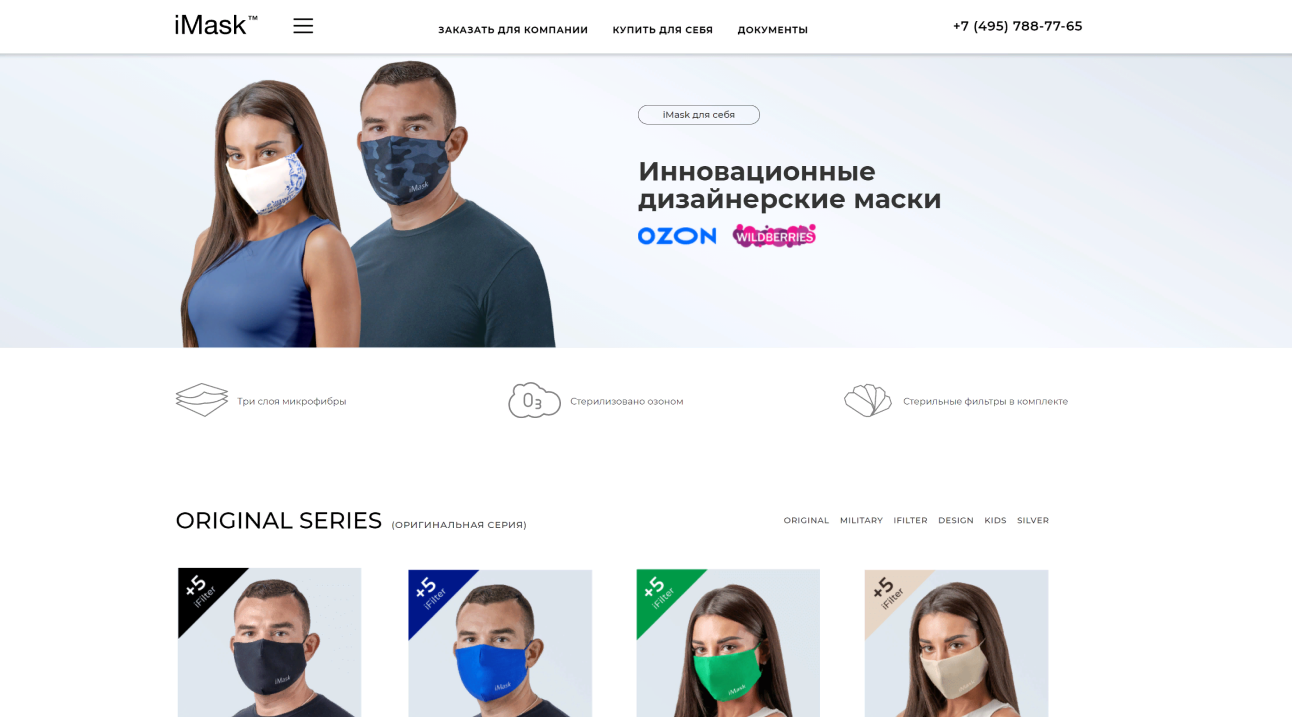 iMask™
ЗАКАЗАТЬ ДЛЯ КОМПАНИИ КУПИТЬ ДЛЯ СЕБЯ ДОКУМЕНТЫ
+7 (495) 788-77-65
iMask для себя
Инновационные
дизайнерские маски
OZON WILDBERRIES
iMask
Три слоя микрофибры
O3
Стерилизовано озоном
Стерильные фильтры в комплекте
ORIGINAL SERIES (ОРИГИНАЛЬНАЯ СЕРИЯ)
ORIGINAL MILITARY IFILTER DESIGN KIDS SILVER
+5
iFilter
+5
iFilter
+5
iFilter
+5
iFilter
iMask
iMask
iMask
iMask